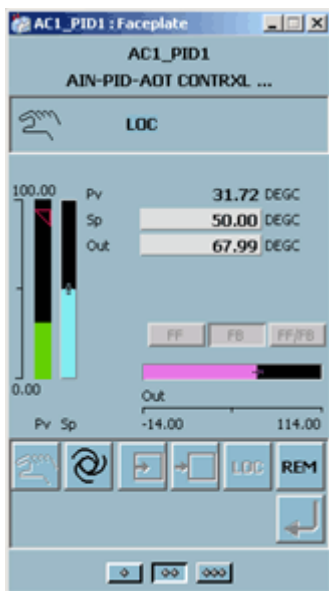 AC1_PID1 : Faceplate
AC1_PID1
AIN-PID-AOT CONTRXL ...
LOC
100.00
Pv 31.72 DEGC
Sp 50.00 DEGC
Out 67.99 DEGC
FF FB FF/FB
0.00
Out
Pv Sp -14.00 114.00
LOC REM